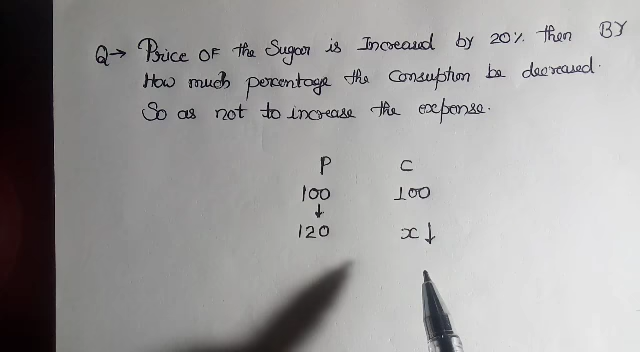 Q→ Price OF the Sugar is Increased by 20% then BY
How much percentage the Consuption be decreased.
So as not to increase the expense.
P C
100 100
↓
120 x↓